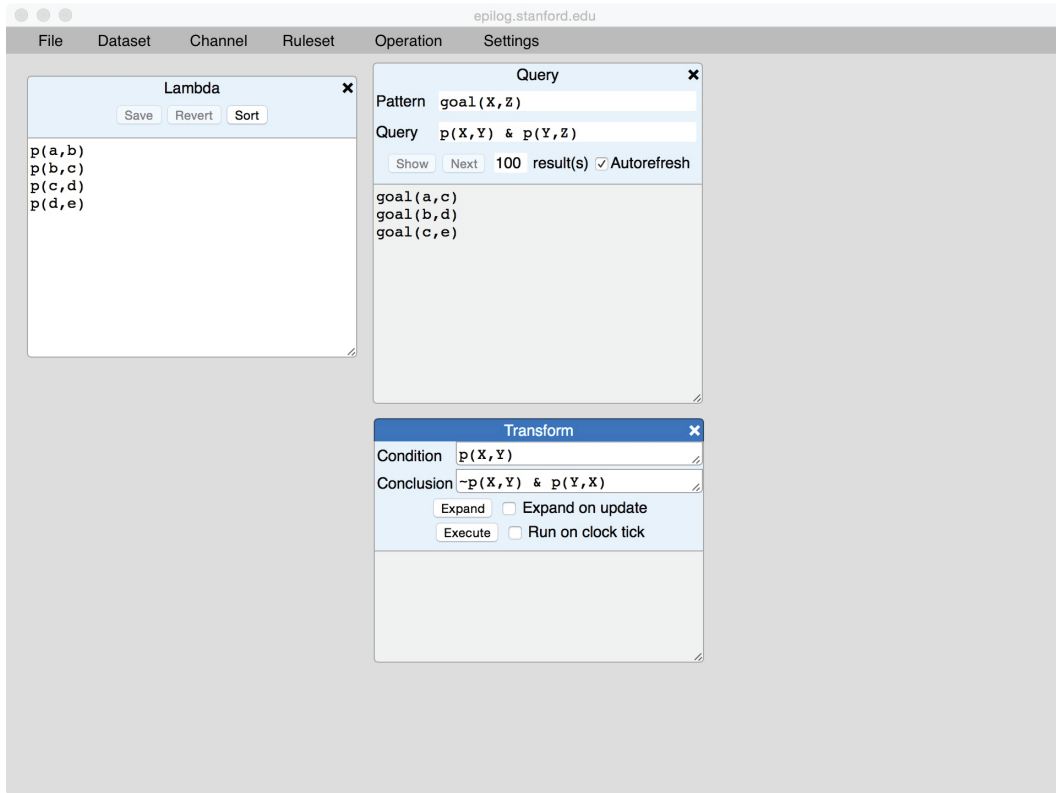 epilog.stanford.edu
File Dataset Channel Ruleset Operation Settings
Lambda
Save Revert Sort
p(a,b)
p(b,c)
p(c,d)
p(d,e)
Query
Pattern goal(X,Z)
Query p(X,Y) & p(Y,Z)
Show Next 100 result(s) Autorefresh
goal(a,c)
goal(b,d)
goal(c,e)
Transform
Condition p(X,Y)
Conclusion ~p(X,Y) & p(Y,X)
Expand Expand on update
Execute Run on clock tick